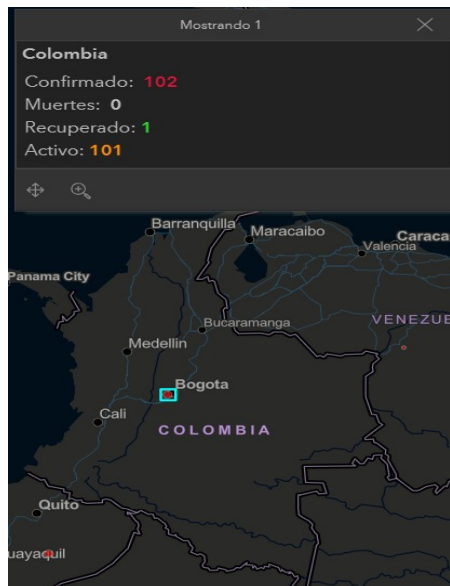 Mostrando 1
Colombia
Confirmado: 102
Muertes: 0
Recuperado: 1
Activo: 101
Barranquilla
Maracaibo
Caraca
Valencia
Panama City
VENEZUE
Bucaramanga
Medellin
Bogota
Cali
COLOMBIA
Quito
uayaquil